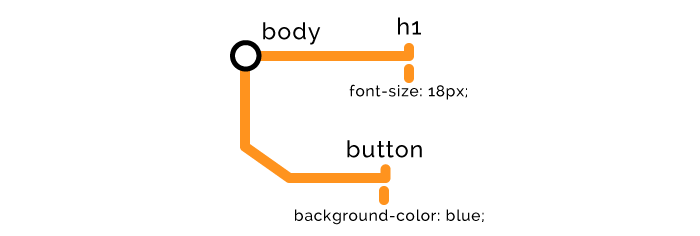 body
h1
font-size: 18px;
button
background-color: blue;